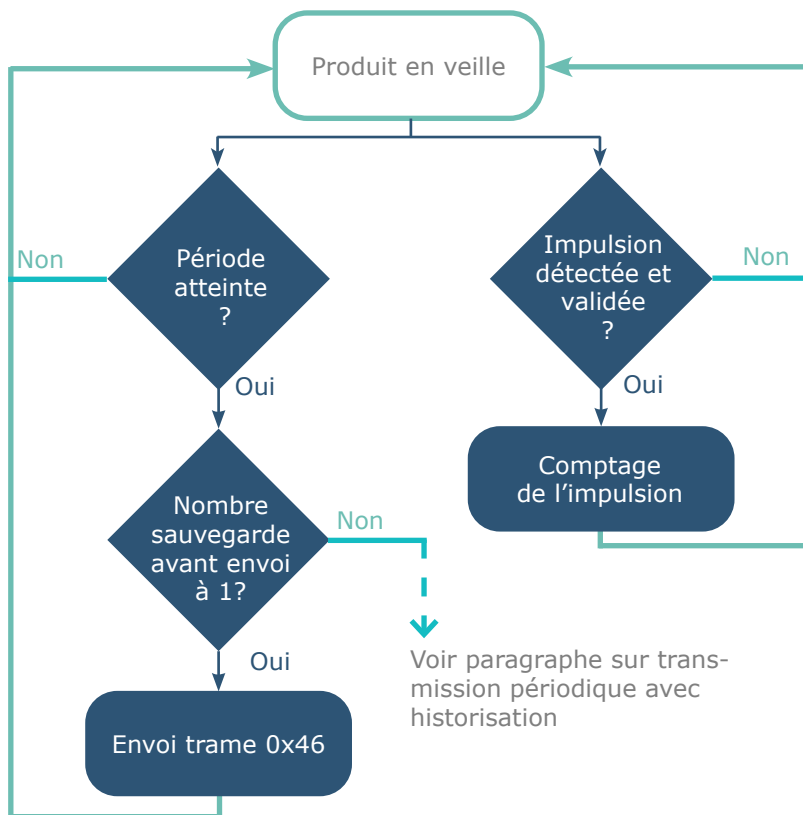 Produit en veille
Non
Période
atteinte
?
Impulsion
détectée et
validée
?
Non
Oui
Oui
Comptage
de l’impulsion
Nombre
sauvegarde
avant envoi
à 1?
Non
Voir paragraphe sur trans-
mission périodique avec
historisation
Oui
Envoi trame 0x46